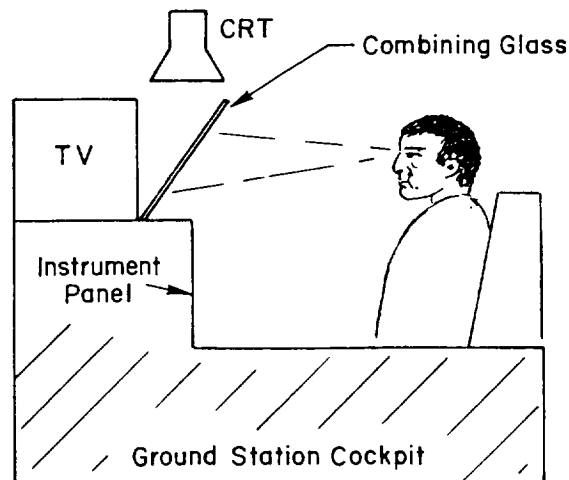 CRT
Combining Glass
TV
Instrument
Panel
Ground Station Cockpit